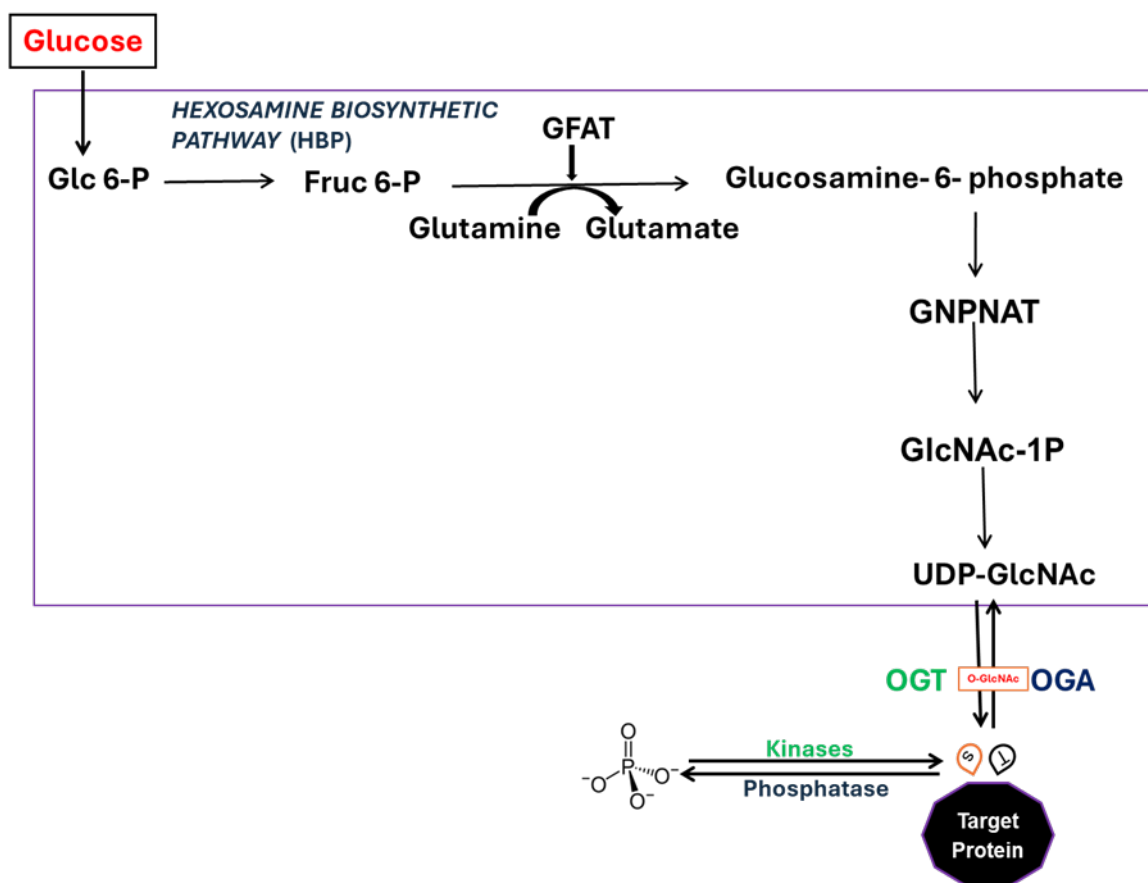 Glucose
HEXOSAMINE BIOSYNTHETIC
PATHWAY (HBP)
GFAT
Glc 6-P
Fruc 6-P
Glucosamine- 6- phosphate
Glutamine
Glutamate
GNPNAT
GlcNAc-1P
UDP-GlcNAc
OGT
O-GlcNAc
OGA
Kinases
Phosphatase
O
P
⁻O
O⁻
O⁻
S
T
Target
Protein